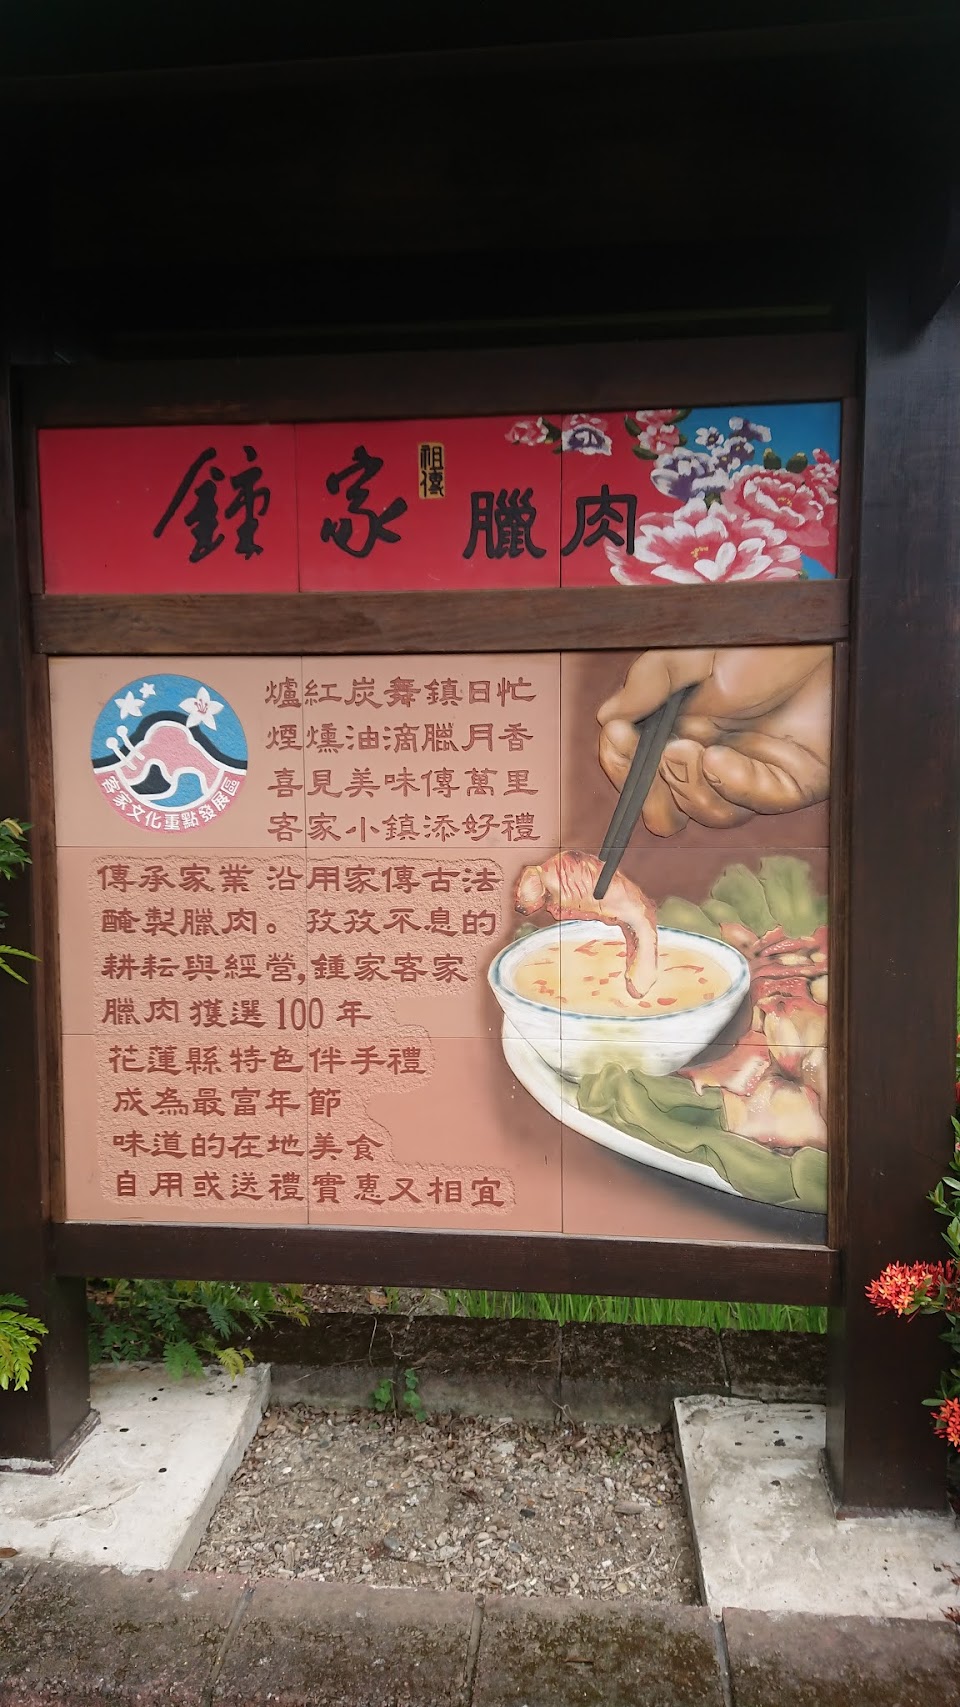 鍾家
祖傳
臘肉
客家文化重點發展區
爐紅炭舞鎮日忙
煙燻油滴臘月香
喜見美味傳萬里
客家小鎮添好禮
傳承家業 沿用家傳古法
醃製臘肉。孜孜不息的
耕耘與經營,鍾家客家
臘肉獲選100年
花蓮縣特色伴手禮
成為最富年節
味道的在地美食
自用或送禮實惠又相宜